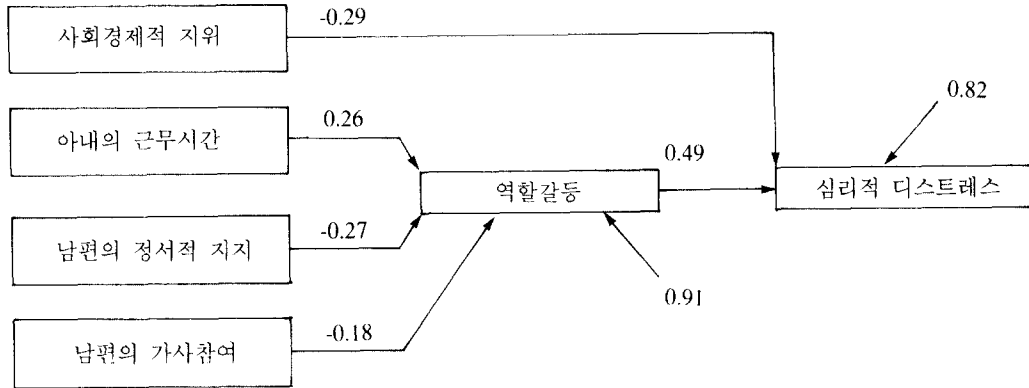 사회경제적 지위
-0.29
0.82
아내의 근무시간
0.26
0.49
역할갈등
심리적 디스트레스
남편의 정서적 지지
-0.27
0.91
남편의 가사참여
-0.18